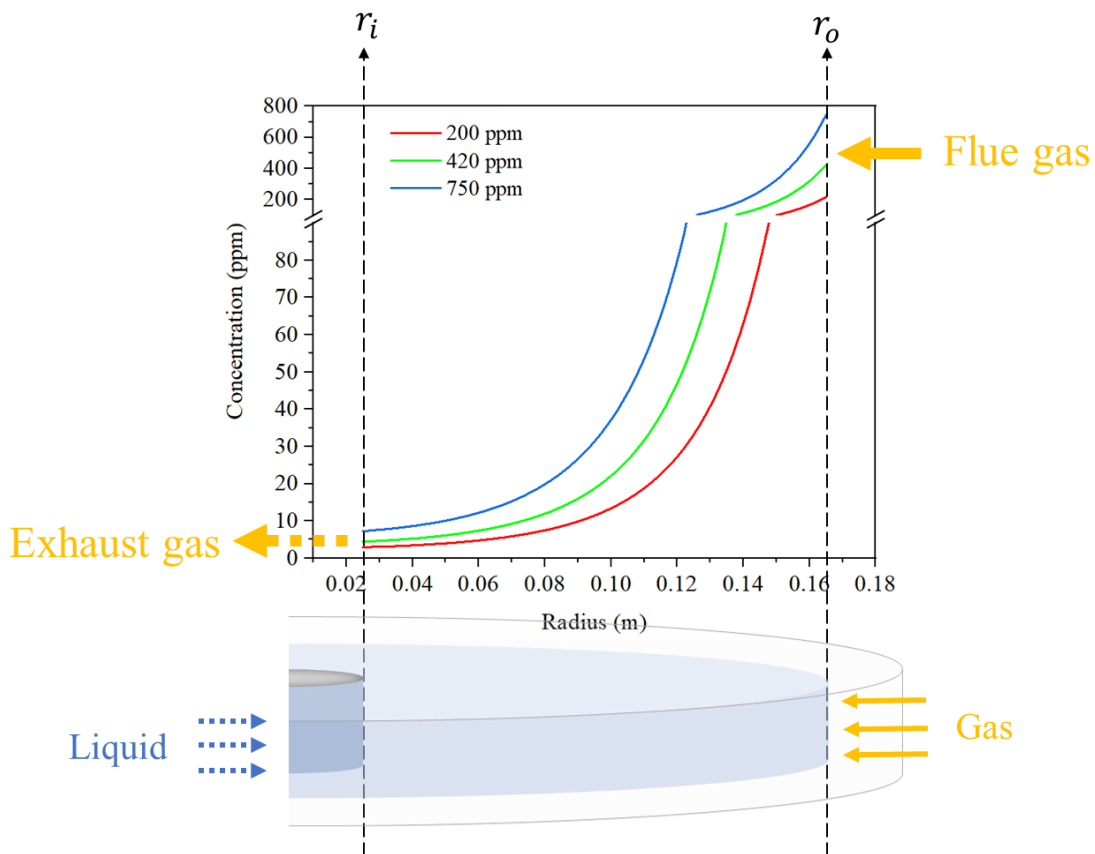 r_i
r_o
800
600
400
200
80
70
60
50
40
30
20
10
0
Concentration (ppm)
200 ppm
420 ppm
750 ppm
Flue gas
Exhaust gas
0.02 0.04 0.06 0.08 0.10 0.12 0.14 0.16 0.18
Radius (m)
Liquid
Gas